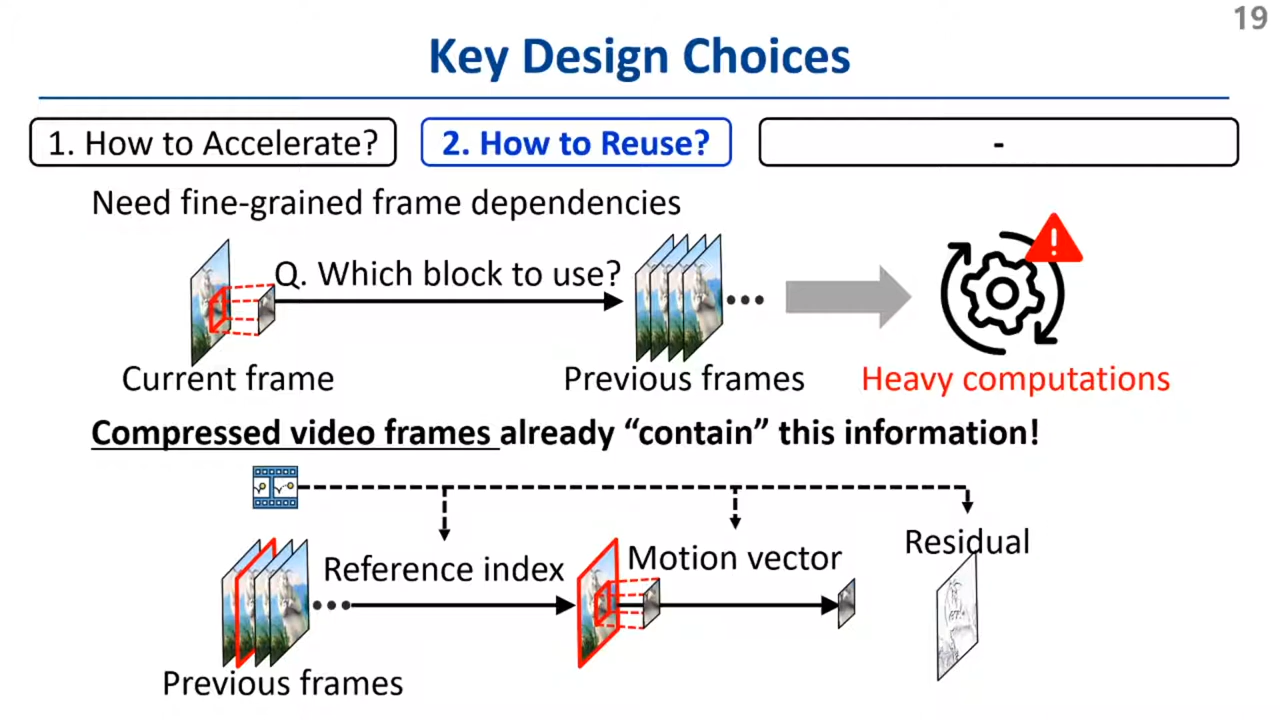 19
Key Design Choices
1. How to Accelerate?
2. How to Reuse?
-
Need fine-grained frame dependencies
Q. Which block to use?
Current frame
Previous frames
Heavy computations
Compressed video frames already “contain” this information!
Reference index
Motion vector
Residual
Previous frames